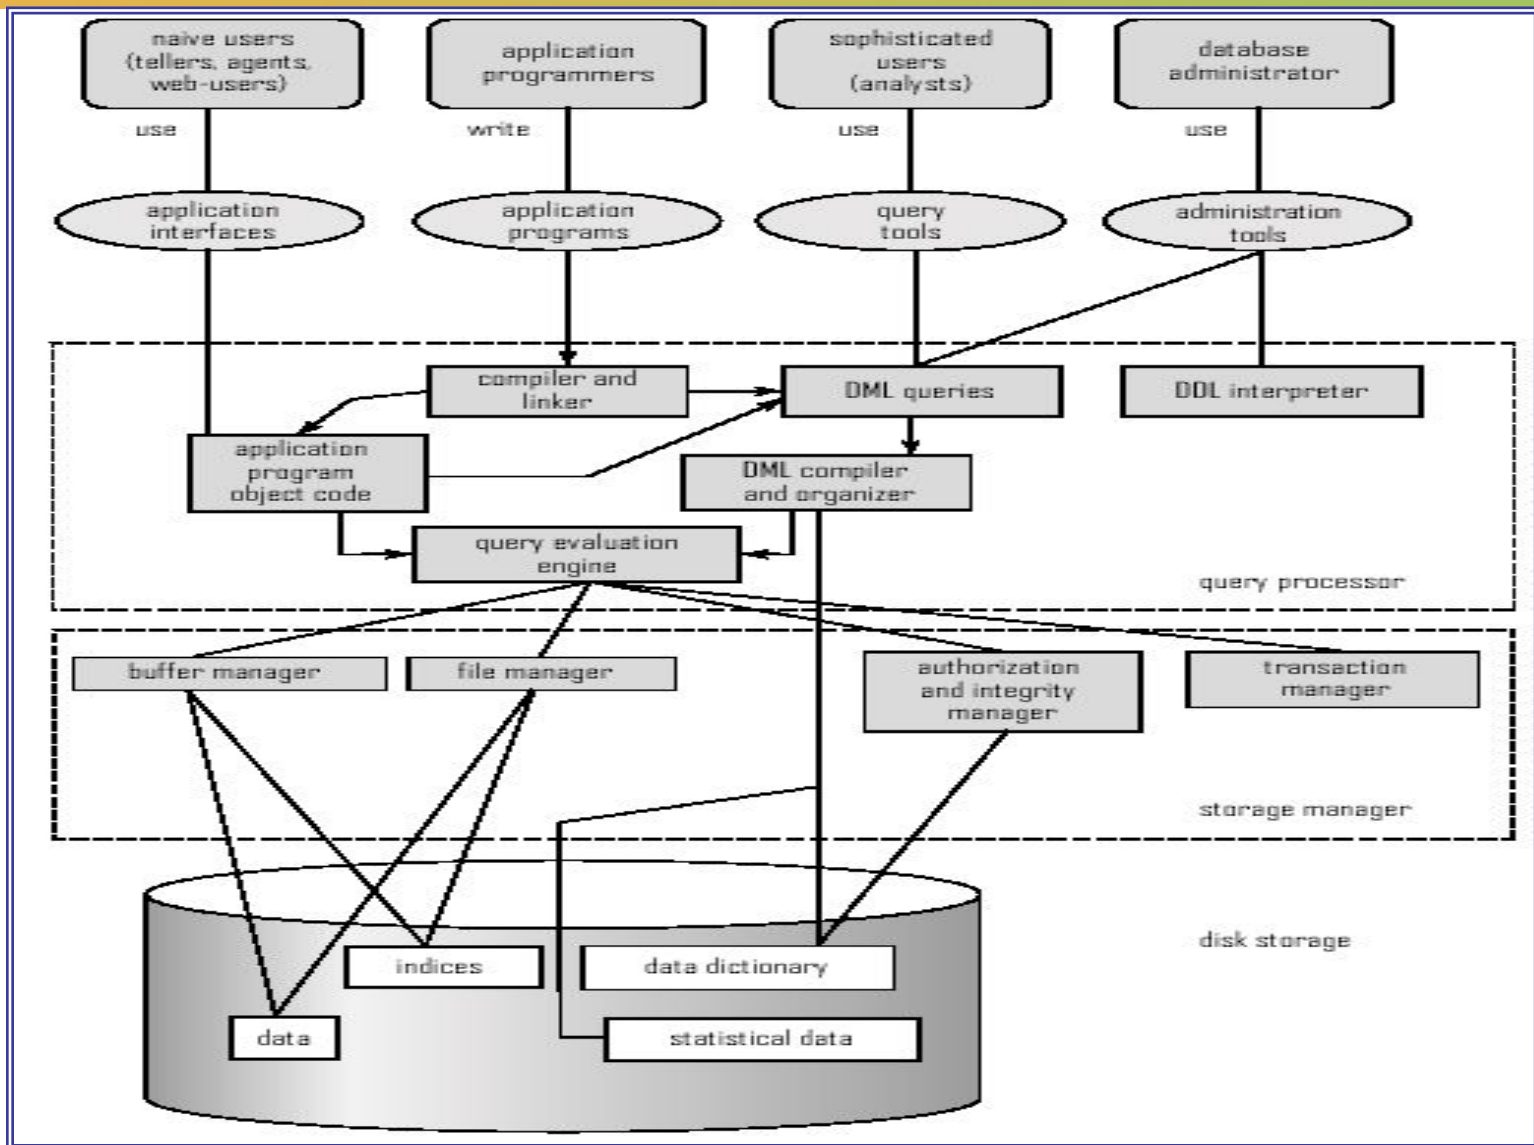 naive users
(tellers, agents,
web-users)
application
programmers
sophisticated
users
(analysts)
database
administrator
use
write
use
use
application
interfaces
application
programs
query
tools
administration
tools
compiler and
linker
DML queries
DDL interpreter
application
program
object code
DML compiler
and organizer
query evaluation
engine
query processor
buffer manager
file manager
authorization
and integrity
manager
transaction
manager
storage manager
disk storage
indices
data dictionary
data
statistical data